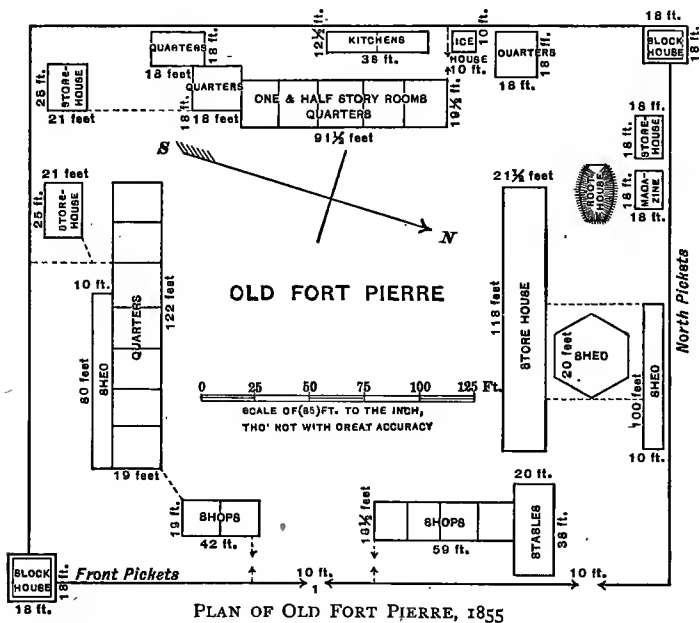 18 ft.
BLOCK
HOUSE
18 ft.
QUARTERS
18 ft.
18 feet
12½ ft.
KITCHENS
38 ft.
ICE
HOUSE
10 ft.
10 ft.
QUARTERS
18 ft.
18 ft.
25 ft.
STORE-
HOUSE
21 feet
QUARTERS
18 ft.
18 feet
ONE & HALF STORY ROOMS
QUARTERS
19½ ft.
91½ feet
18 ft.
STORE-
HOUSE
18 ft.
S
N
21 feet
25 ft.
STORE-
HOUSE
21½ feet
ROOT
HOUSE
18 ft.
MAGA-
ZINE
18 ft.
North Pickets
10 ft.
QUARTERS
122 feet
80 feet
SHED
19 feet
OLD FORT PIERRE
118 feet
STORE HOUSE
20 feet
SHED
100 feet
SHED
10 ft.
0 25 50 75 100 125 Ft.
SCALE OF (85) FT. TO THE INCH,
THO' NOT WITH GREAT ACCURACY
19 ft.
SHOPS
42 ft.
SHOPS
59 ft.
20 ft.
STABLES
38 ft.
BLOCK
HOUSE
18 ft.
18 ft.
Front Pickets
10 ft.
1
10 ft.
PLAN OF OLD FORT PIERRE, 1855